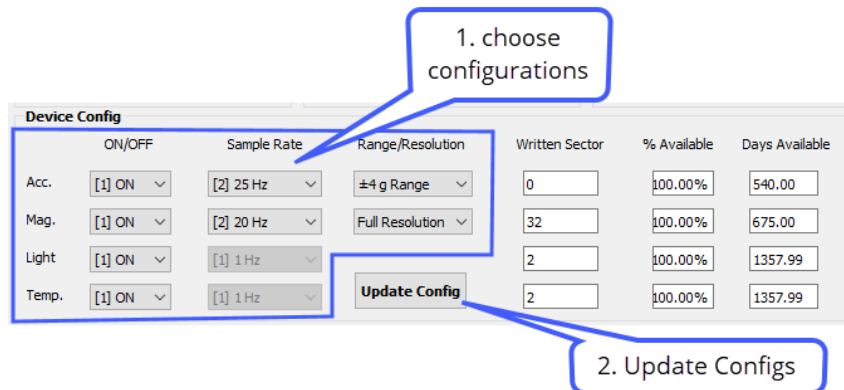 1. choose
configurations
Device Config
ON/OFF Sample Rate Range/Resolution Written Sector % Available Days Available
Acc. [1] ON [2] 25 Hz ±4 g Range 0 100.00% 540.00
Mag. [1] ON [2] 20 Hz Full Resolution 32 100.00% 675.00
Light [1] ON [1] 1 Hz 2 100.00% 1357.99
Temp. [1] ON [1] 1 Hz Update Config 2 100.00% 1357.99
2. Update Configs